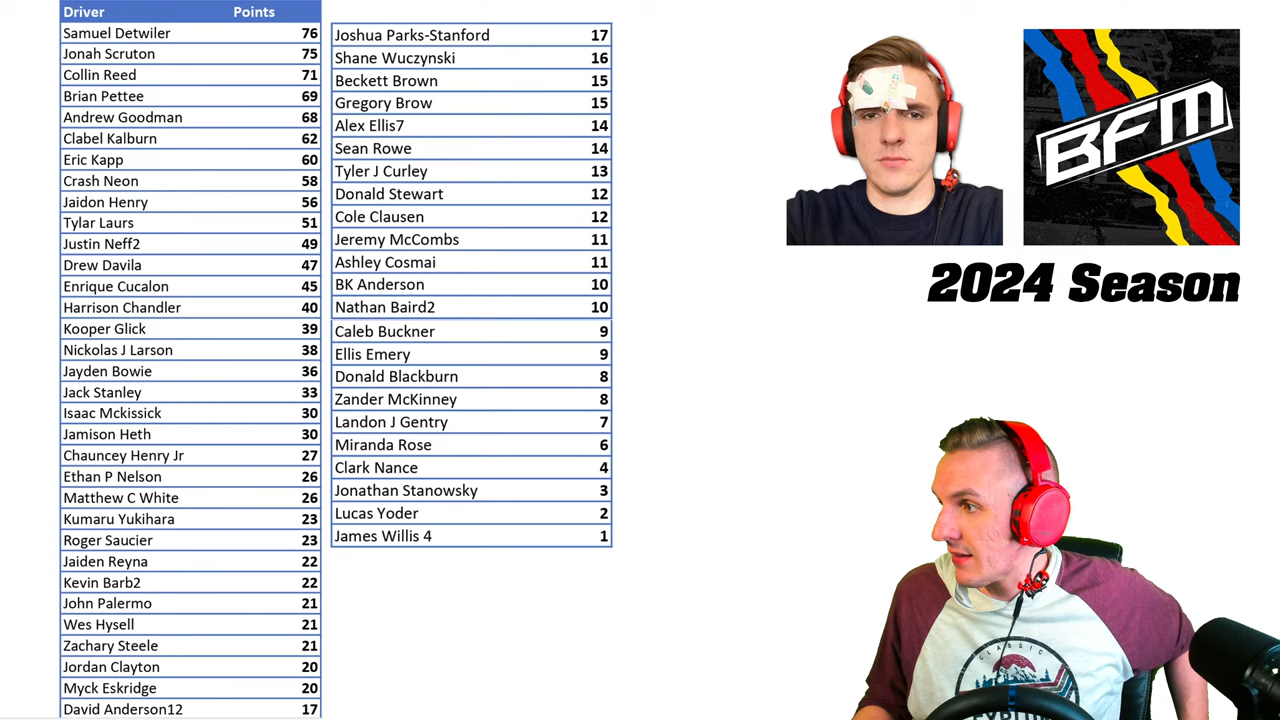 Driver Points
Samuel Detwiler 76
Jonah Scruton 75
Collin Reed 71
Brian Pettee 69
Andrew Goodman 68
Clabel Kalburn 62
Eric Kapp 60
Crash Neon 58
Jaidon Henry 56
Tylar Laurs 51
Justin Neff2 49
Drew Davila 47
Enrique Cucalon 45
Harrison Chandler 40
Kooper Glick 39
Nickolas J Larson 38
Jayden Bowie 36
Jack Stanley 33
Isaac Mckissick 30
Jamison Heth 30
Chauncey Henry Jr 27
Ethan P Nelson 26
Matthew C White 26
Kumaru Yukihara 23
Roger Saucier 23
Jaiden Reyna 22
Kevin Barb2 22
John Palermo 21
Wes Hysell 21
Zachary Steele 21
Jordan Clayton 20
Myck Eskridge 20
David Anderson12 17
Joshua Parks-Stanford 17
Shane Wuczynski 16
Beckett Brown 15
Gregory Brow 15
Alex Ellis7 14
Sean Rowe 14
Tyler J Curley 13
Donald Stewart 12
Cole Clausen 12
Jeremy McCombs 11
Ashley Cosmai 11
BK Anderson 10
Nathan Baird2 10
Caleb Buckner 9
Ellis Emery 9
Donald Blackburn 8
Zander McKinney 8
Landon J Gentry 7
Miranda Rose 6
Clark Nance 4
Jonathan Stanowsky 3
Lucas Yoder 2
James Willis 4 1
BFM
2024 Season
CLASSIC